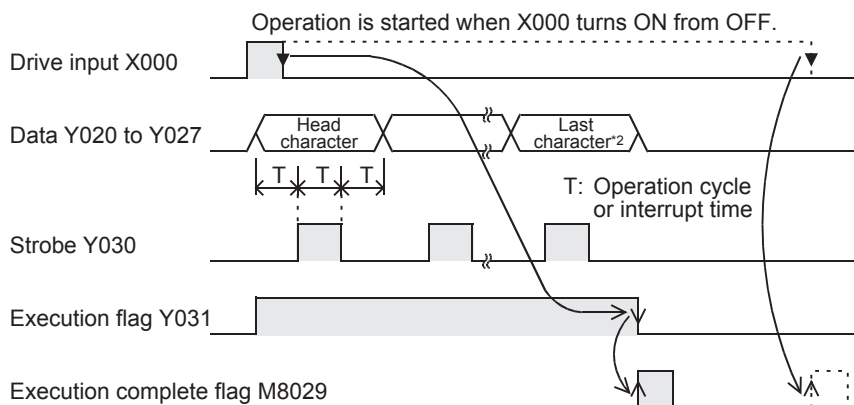 Operation is started when X000 turns ON from OFF.
Drive input X000
Data Y020 to Y027
Head
character
Last
character*2
T T T
T: Operation cycle
or interrupt time
Strobe Y030
Execution flag Y031
Execution complete flag M8029